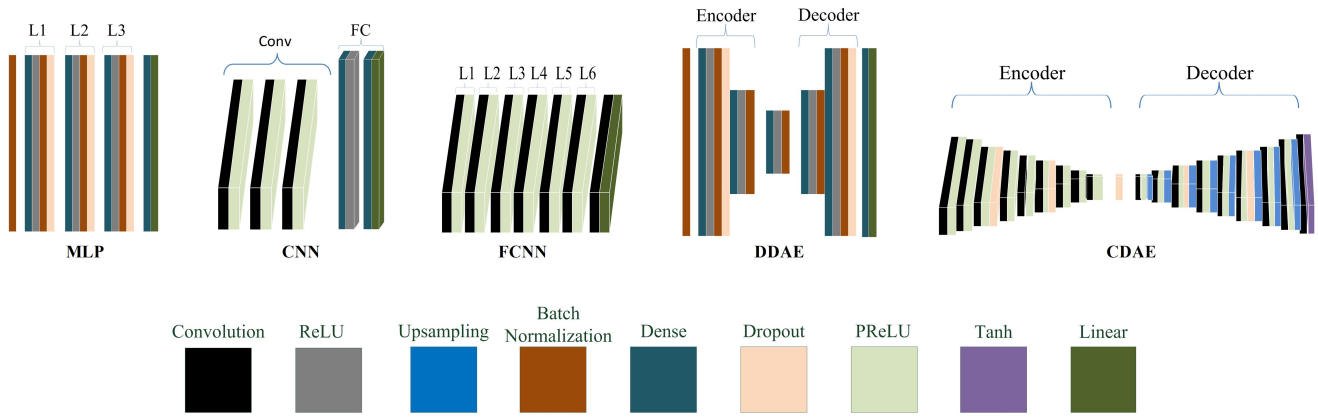 L1 L2 L3
MLP
Conv FC
CNN
L1 L2 L3 L4 L5 L6
FCNN
Encoder Decoder
DDAE
Encoder Decoder
CDAE
Convolution
ReLU
Upsampling
Batch
Normalization
Dense
Dropout
PReLU
Tanh
Linear